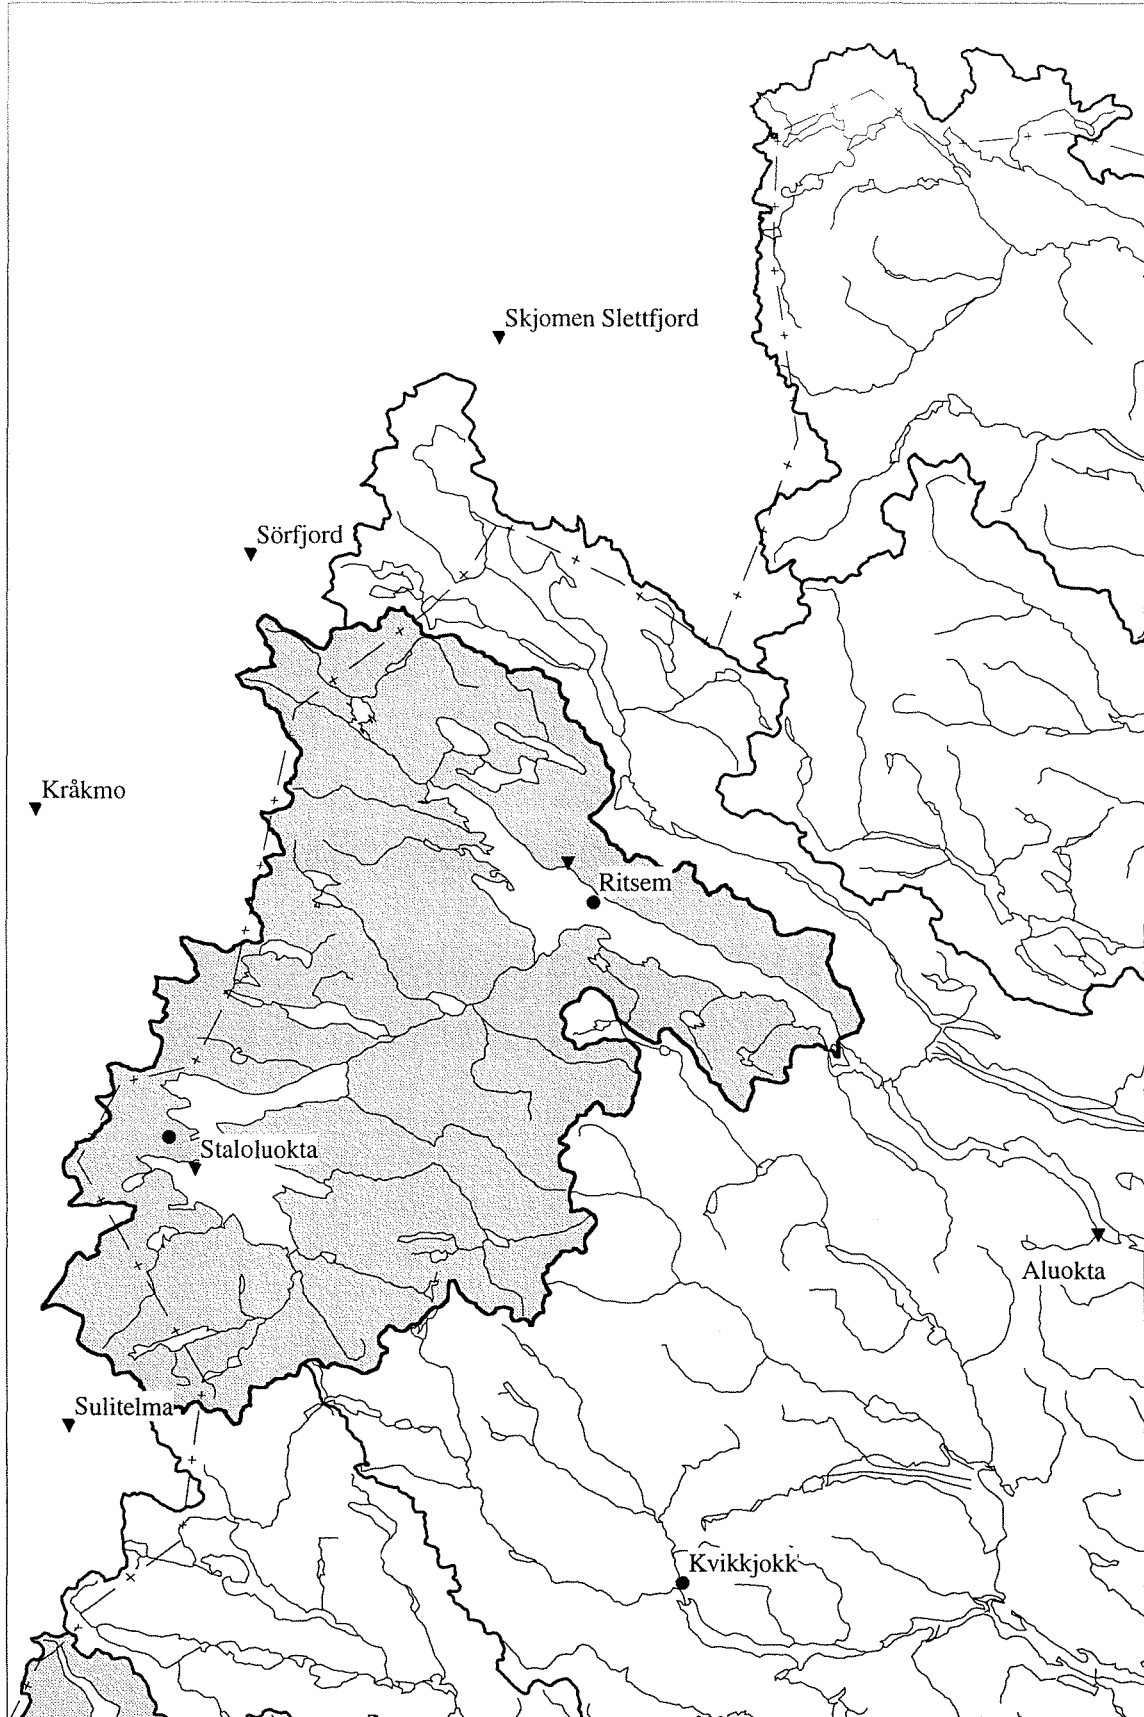 Skjomen Slettfjord
Sörfjord
Kråkmo
Ritsem
Staloluokta
Aluokta
Sulitelma
Kvikkjokk